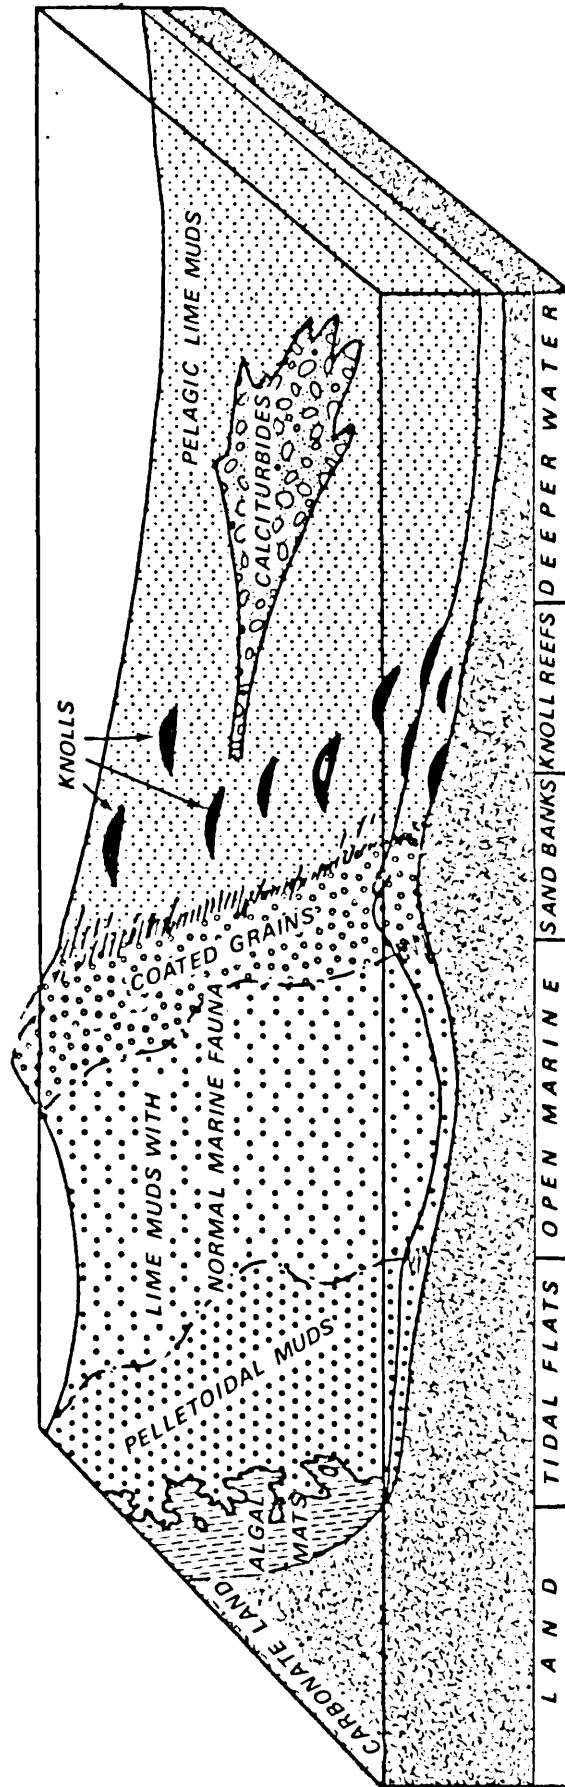 KNOLLS
PELAGIC LIME MUDS
CALCITURBIDES
COATED GRAINS
LIME MUDS WITH
NORMAL MARINE FAUNA
PELLETOIDAL MUDS
ALGAL
MATS
CARBONATE LAND
LAND
TIDAL FLATS
OPEN MARINE
SAND BANKS
KNOLL REEFS
DEEPER WATER